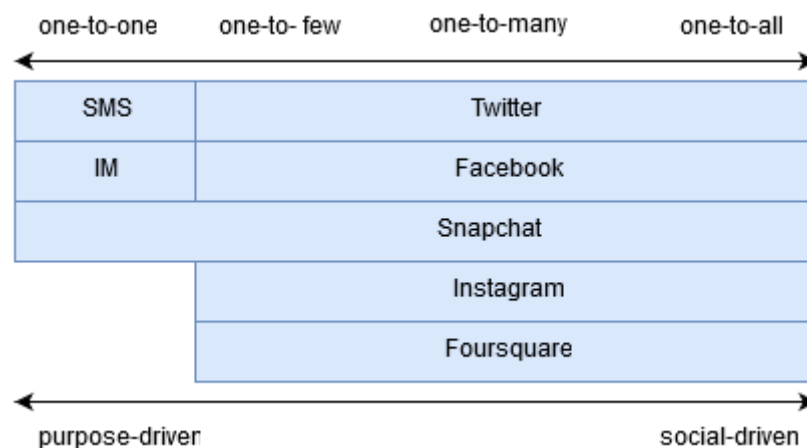 one-to-one one-to- few one-to-many one-to-all
SMS Twitter
IM Facebook
Snapchat
Instagram
Foursquare
purpose-driven social-driven